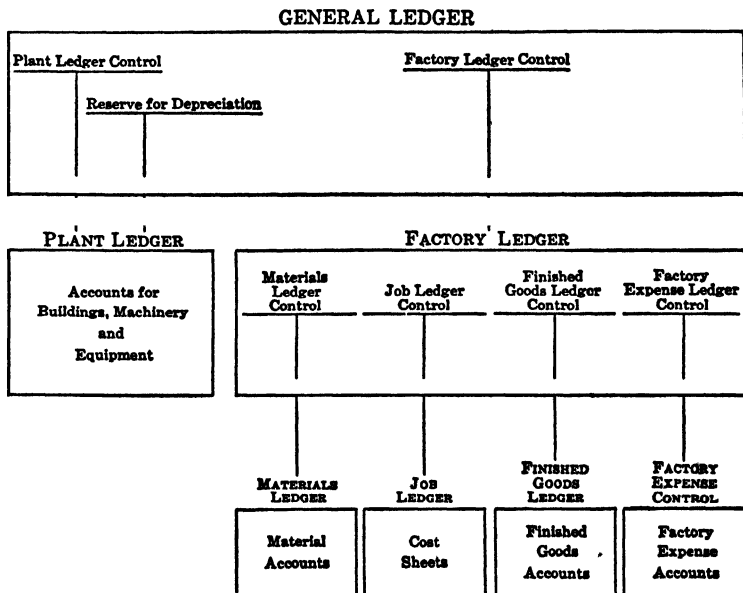 GENERAL LEDGER
Plant Ledger Control
Factory Ledger Control
Reserve for Depreciation
PLANT LEDGER
FACTORY LEDGER
Accounts for
Buildings, Machinery
and
Equipment
Materials
Ledger
Control
Job Ledger
Control
Finished
Goods Ledger
Control
Factory
Expense Ledger
Control
MATERIALS
LEDGER
JOB
LEDGER
FINISHED
GOODS
LEDGER
FACTORY
EXPENSE
CONTROL
Material
Accounts
Cost
Sheets
Finished
Goods
Accounts
Factory
Expense
Accounts